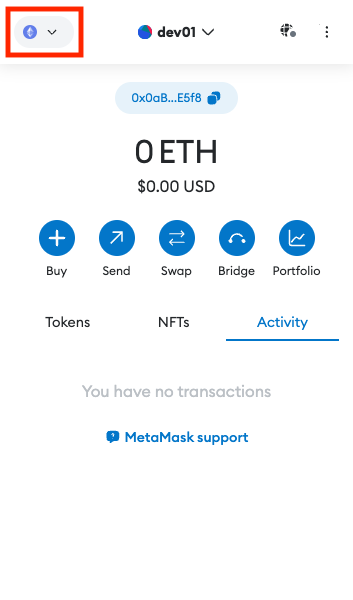 dev01
0x0aB...E5f8
0 ETH
$0.00 USD
Buy Send Swap Bridge Portfolio
Tokens NFTs Activity
You have no transactions
MetaMask support